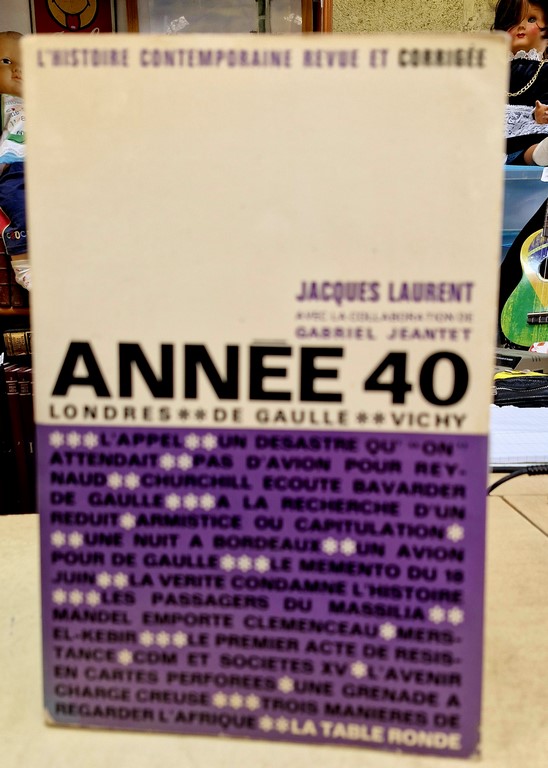 L'HISTOIRE CONTEMPORAINE REVUE ET CORRIGÉE
JACQUES LAURENT
AVEC LA COLLABORATION DE
GABRIEL JEANTET
ANNÉE 40
LONDRES**DE GAULLE**VICHY
***L'APPEL**UN DESASTRE QU' "ON"
ATTENDAIT**PAS D'AVION POUR REY-
NAUD**CHURCHILL ECOUTE BAVARDER
DE GAULLE***A LA RECHERCHE D'UN
REDUIT*ARMISTICE OU CAPITULATION*
**UNE NUIT A BORDEAUX**UN AVION
POUR DE GAULLE***LE MEMENTO DU 18
JUIN**LA VERITE CONDAMNE L'HISTOIRE
***LES PASSAGERS DU MASSILIA**
MANDEL EMPORTE CLEMENCEAU*MERS-
EL-KEBIR***LE PREMIER ACTE DE RESIS-
TANCE*CDM ET SOCIETES XV*L'AVENIR
EN CARTES PERFOREES*UNE GRENADE A
CHARGE CREUSE***TROIS MANIERES DE
REGARDER L'AFRIQUE**LA TABLE RONDE